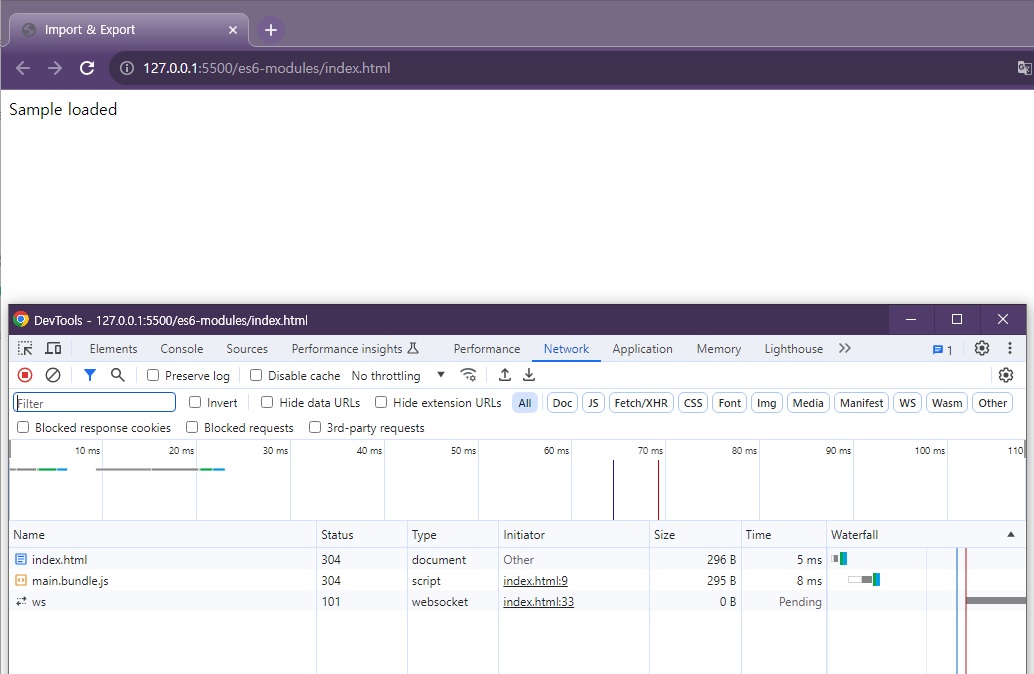 Import & Export
127.0.0.1:5500/es6-modules/index.html
Sample loaded
DevTools - 127.0.0.1:5500/es6-modules/index.html
Elements Console Sources Performance insights Performance Network Application Memory Lighthouse 1
Preserve log Disable cache No throttling
Filter Invert Hide data URLs Hide extension URLs All Doc JS Fetch/XHR CSS Font Img Media Manifest WS Wasm Other
Blocked response cookies Blocked requests 3rd-party requests
10 ms 20 ms 30 ms 40 ms 50 ms 60 ms 70 ms 80 ms 90 ms 100 ms 110
Name Status Type Initiator Size Time Waterfall
index.html 304 document Other 296 B 5 ms
main.bundle.js 304 script index.html:9 295 B 8 ms
ws 101 websocket index.html:33 0 B Pending